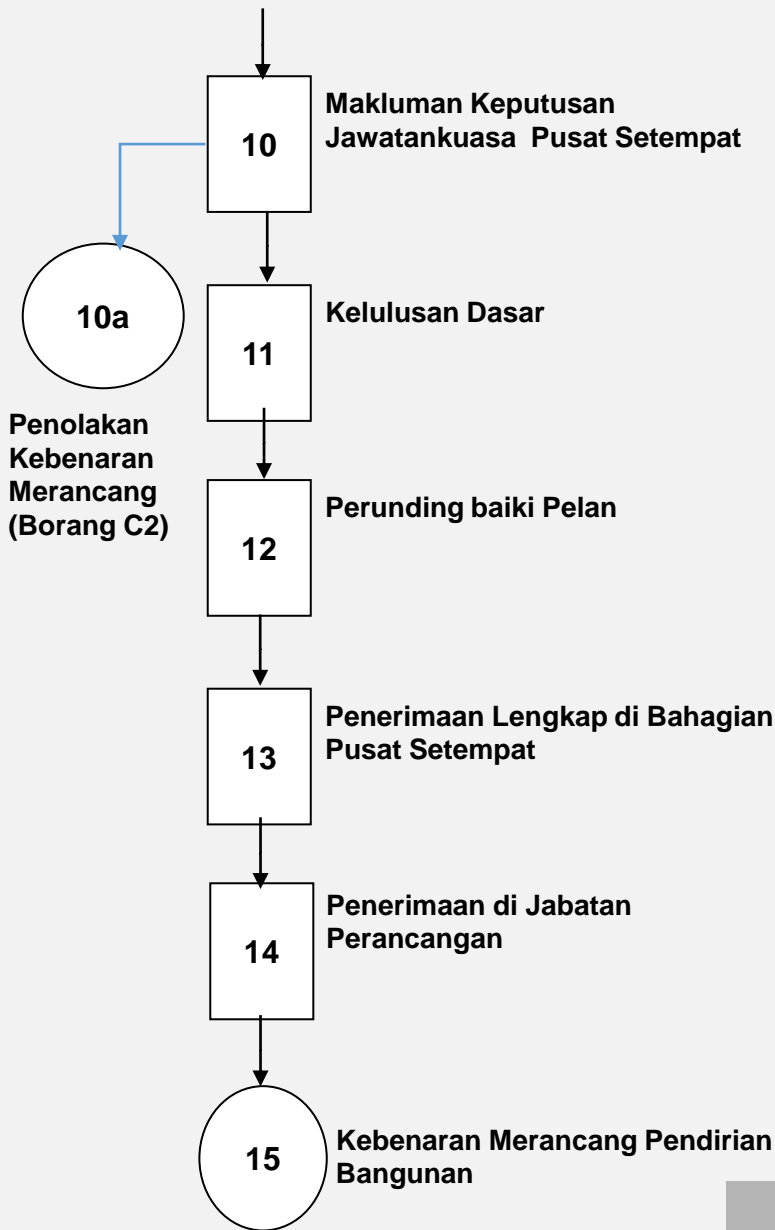 10
Makluman Keputusan
Jawatankuasa Pusat Setempat
10a
Penolakan
Kebenaran
Merancang
(Borang C2)
11
Kelulusan Dasar
12
Perunding baiki Pelan
13
Penerimaan Lengkap di Bahagian
Pusat Setempat
14
Penerimaan di Jabatan
Perancangan
15
Kebenaran Merancang Pendirian
Bangunan